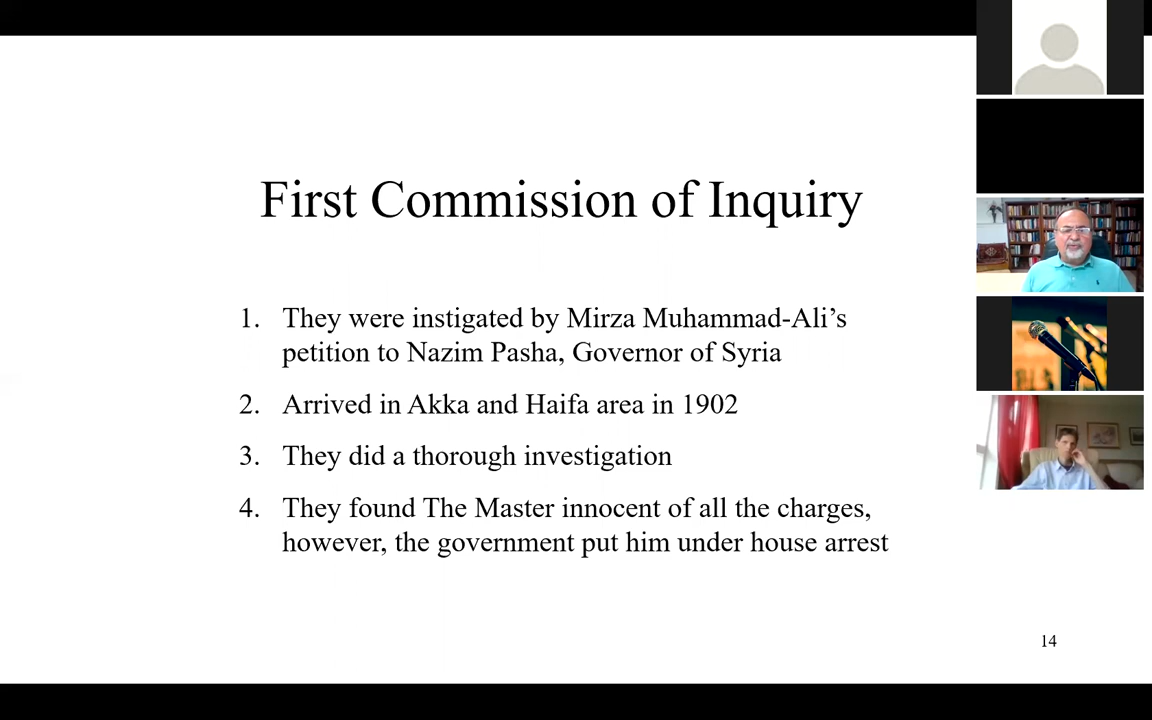 First Commission of Inquiry
1. They were instigated by Mirza Muhammad-Ali’s
petition to Nazim Pasha, Governor of Syria
2. Arrived in Akka and Haifa area in 1902
3. They did a thorough investigation
4. They found The Master innocent of all the charges,
however, the government put him under house arrest
14